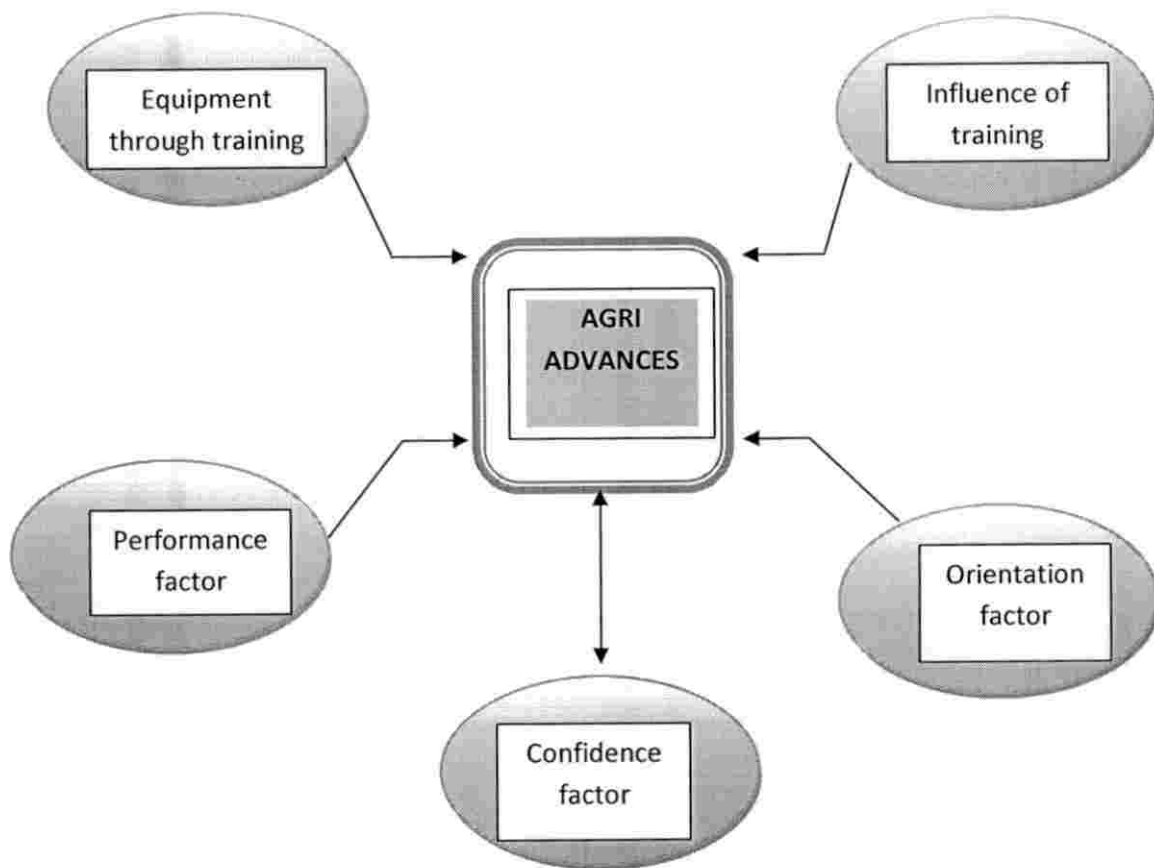 Equipment
through training
Influence of
training
AGRI
ADVANCES
Performance
factor
Orientation
factor
Confidence
factor